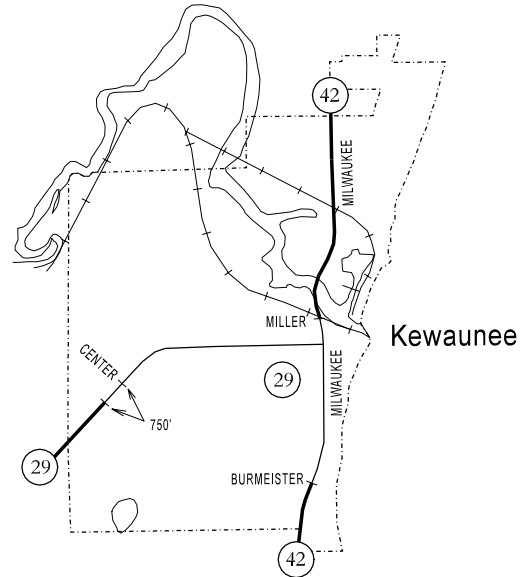 42
MILWAUKEE
MILLER
Kewaunee
CENTER
29
MILWAUKEE
750'
29
BURMEISTER
42